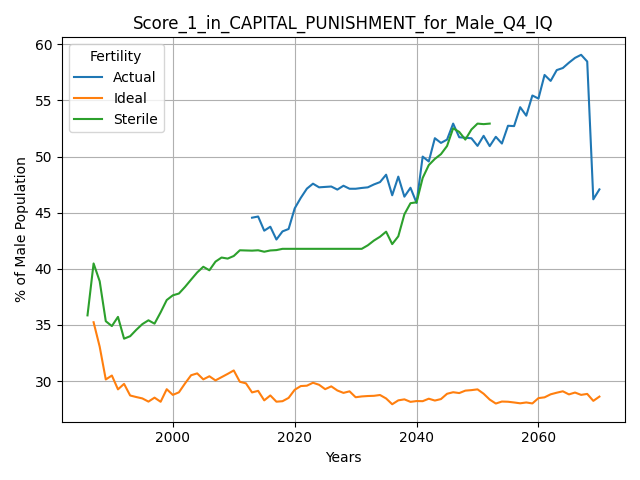 Score_1_in_CAPITAL_PUNISHMENT_for_Male_Q4_IQ
Fertility
Actual
Ideal
Sterile
% of Male Population
60
55
50
45
40
35
30
2000
2020
2040
2060
Years